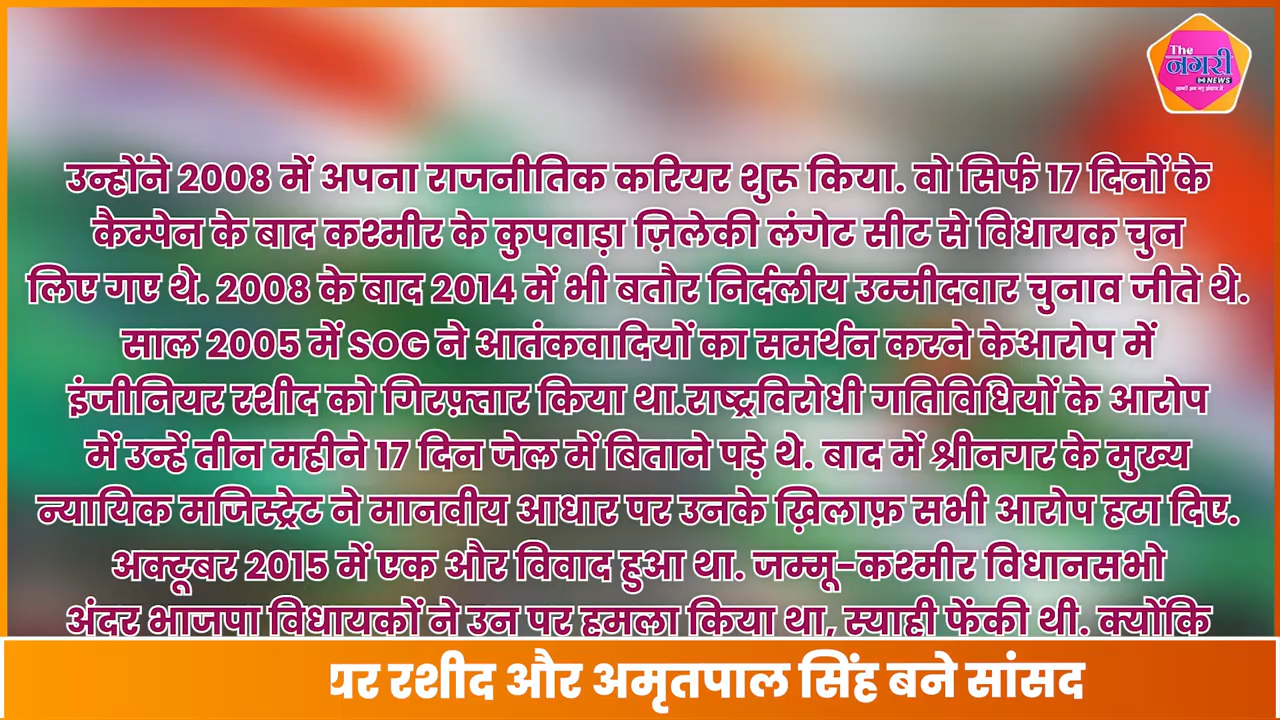 The
नगरी
NEWS
उन्होंने 2008 में अपना राजनीतिक करियर शुरू किया. वो सिर्फ 17 दिनों के
कैम्पेन के बाद कश्मीर के कुपवाड़ा ज़िलेकी लंगेट सीट से विधायक चुन
लिए गए थे. 2008 के बाद 2014 में भी बतौर निर्दलीय उम्मीदवार चुनाव जीते थे.
साल 2005 में SOG ने आतंकवादियों का समर्थन करने केआरोप में
इंजीनियर रशीद को गिरफ़्तार किया था.राष्ट्रविरोधी गतिविधियों के आरोप
में उन्हें तीन महीने 17 दिन जेल में बिताने पड़े थे. बाद में श्रीनगर के मुख्य
न्यायिक मजिस्ट्रेट ने मानवीय आधार पर उनके ख़िलाफ़ सभी आरोप हटा दिए.
अक्टूबर 2015 में एक और विवाद हुआ था. जम्मू-कश्मीर विधानसभो
अंदर भाजपा विधायकों ने उन पर हमला किया था, स्याही फेंकी थी. क्योंकि
यर रशीद और अमृतपाल सिंह बने सांसद